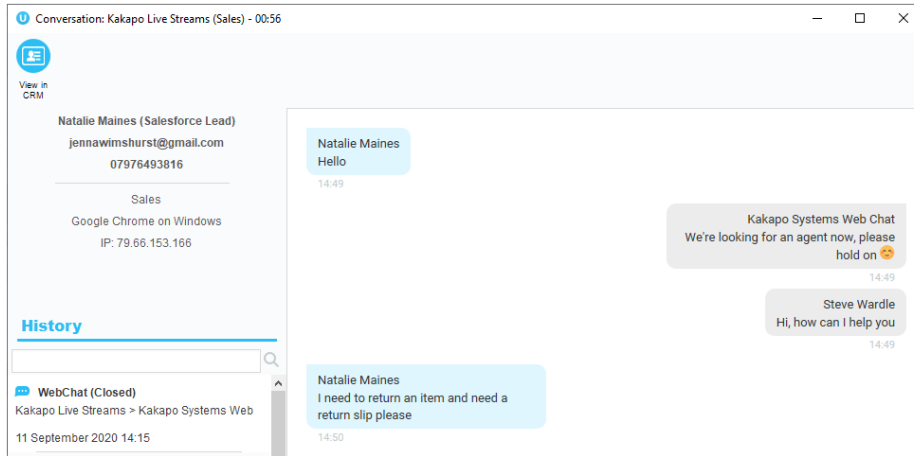 Conversation: Kakapo Live Streams (Sales) - 00:56
View in
CRM
Natalie Maines (Salesforce Lead)
jennawimshurst@gmail.com
07976493816
Sales
Google Chrome on Windows
IP: 79.66.153.166
History
WebChat (Closed)
Kakapo Live Streams > Kakapo Systems Web
11 September 2020 14:15
Natalie Maines
Hello
14:49
Kakapo Systems Web Chat
We're looking for an agent now, please
hold on 😊
14:49
Steve Wardle
Hi, how can I help you
14:49
Natalie Maines
I need to return an item and need a
return slip please
14:50